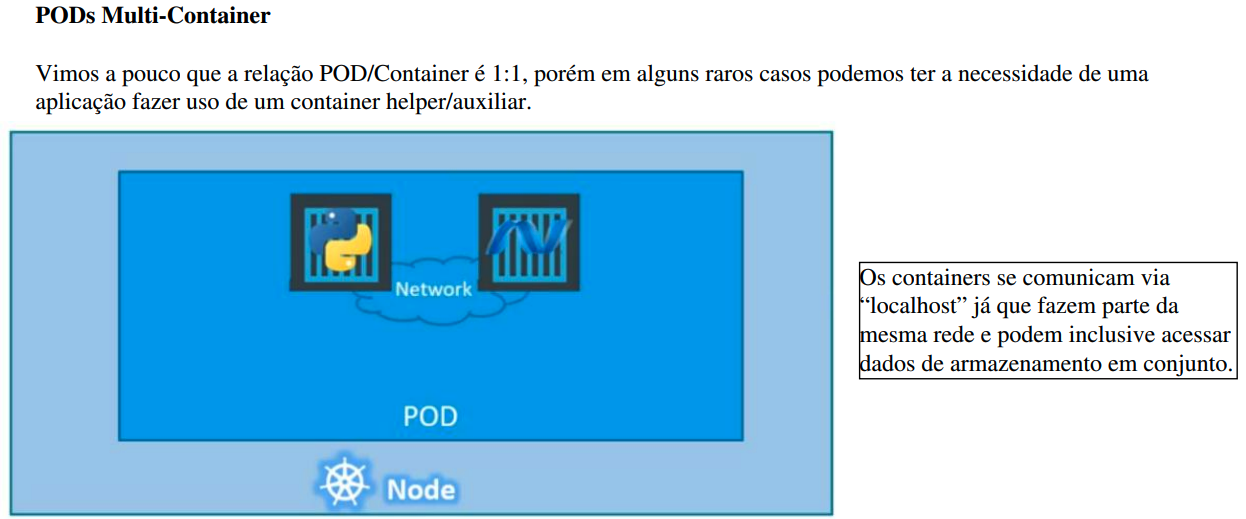 PODs Multi-Container
Vimos a pouco que a relação POD/Container é 1:1, porém em alguns raros casos podemos ter a necessidade de uma
aplicação fazer uso de um container helper/auxiliar.
Network
POD
Node
Os containers se comunicam via
“localhost” já que fazem parte da
mesma rede e podem inclusive acessar
dados de armazenamento em conjunto.